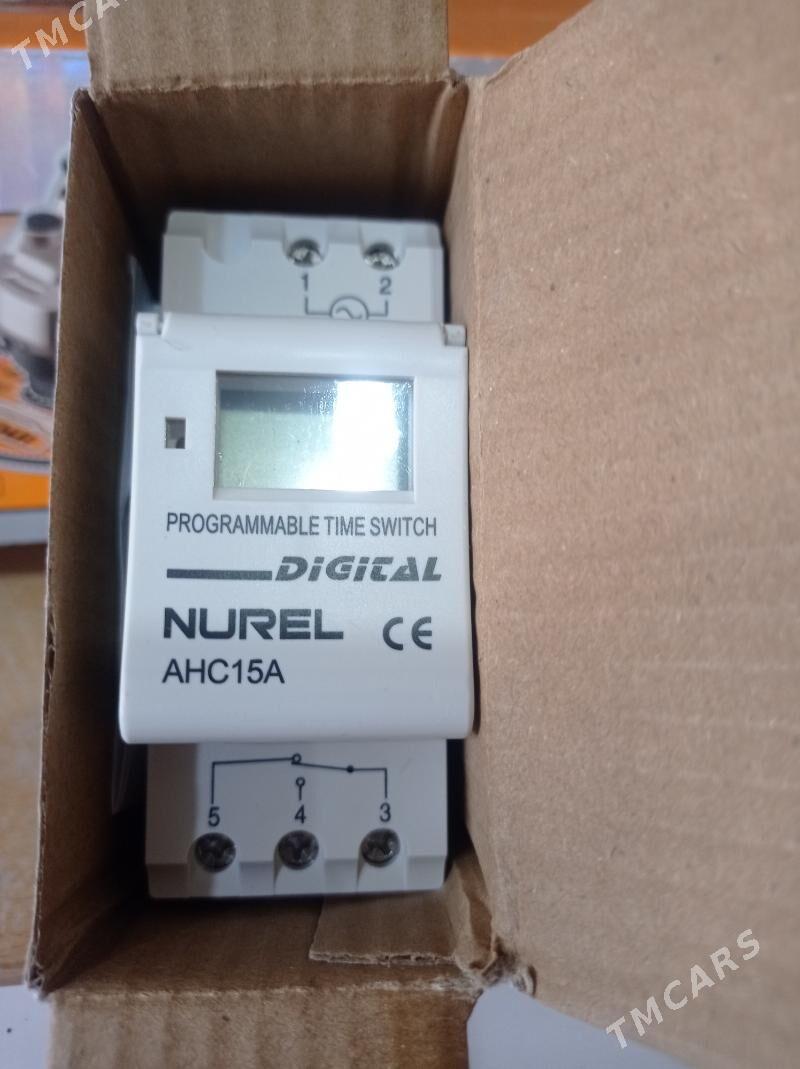 TMCARS
1 2
PROGRAMMABLE TIME SWITCH
DiGiTAL
NUREL CE
AHC15A
5 4 3
TMCARS